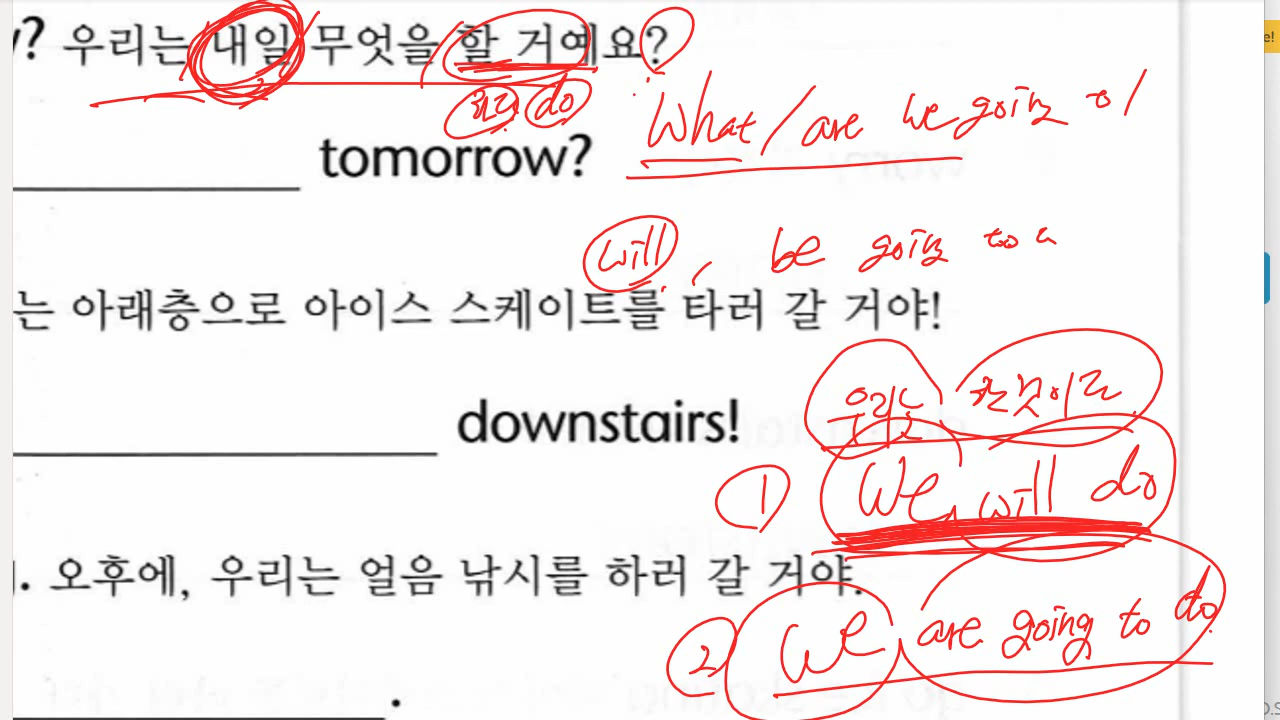 y? 우리는 내일 무엇을 할 거예요?
하다 do
What / are we going to /
tomorrow?
will , be going to
는 아래층으로 아이스 스케이트를 타러 갈 거야!
우리는 할것이다
downstairs!
① We will do
. 오후에, 우리는 얼음 낚시를 하러 갈 거야.
② We are going to do
.